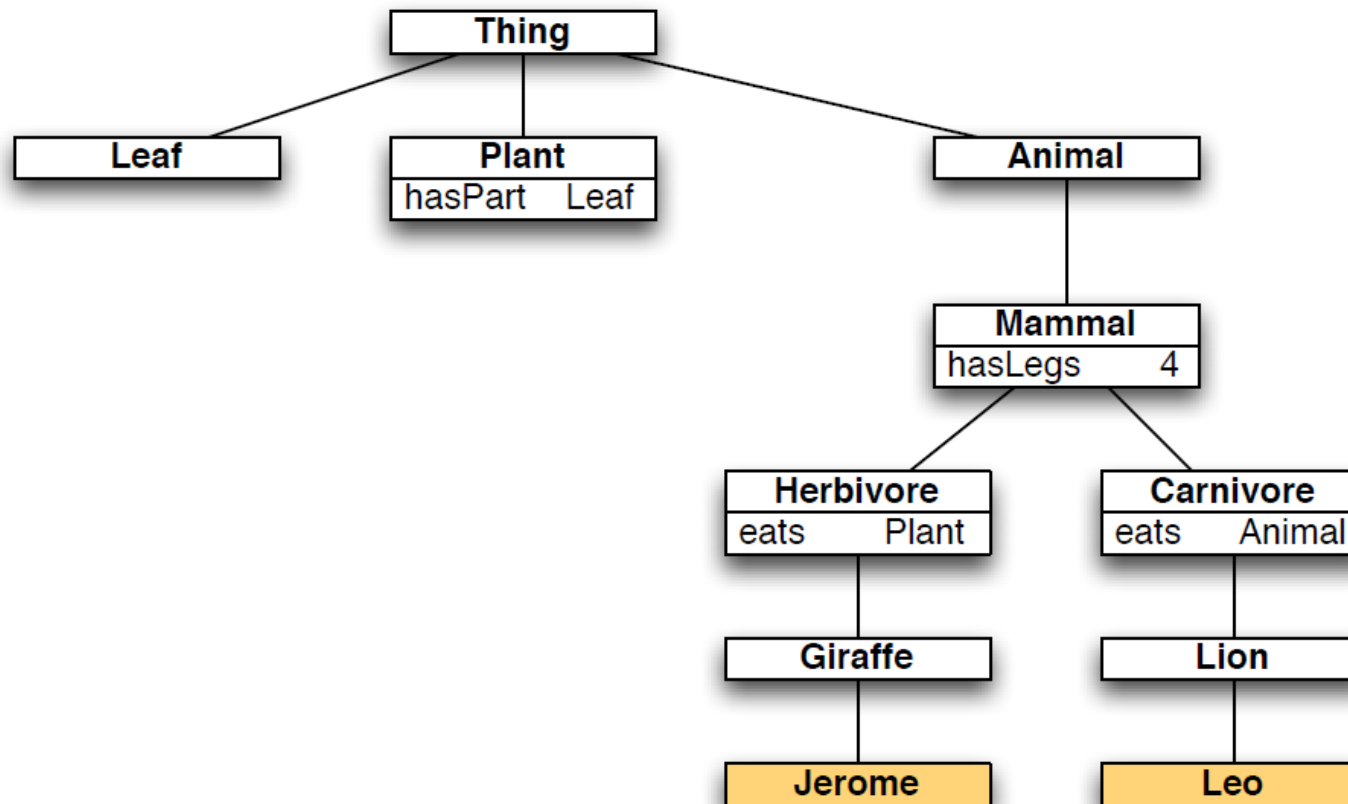 Thing
Leaf
Plant
Animal
hasPart Leaf
Mammal
hasLegs 4
Herbivore
Carnivore
eats Plant
eats Animal
Giraffe
Lion
Jerome
Leo